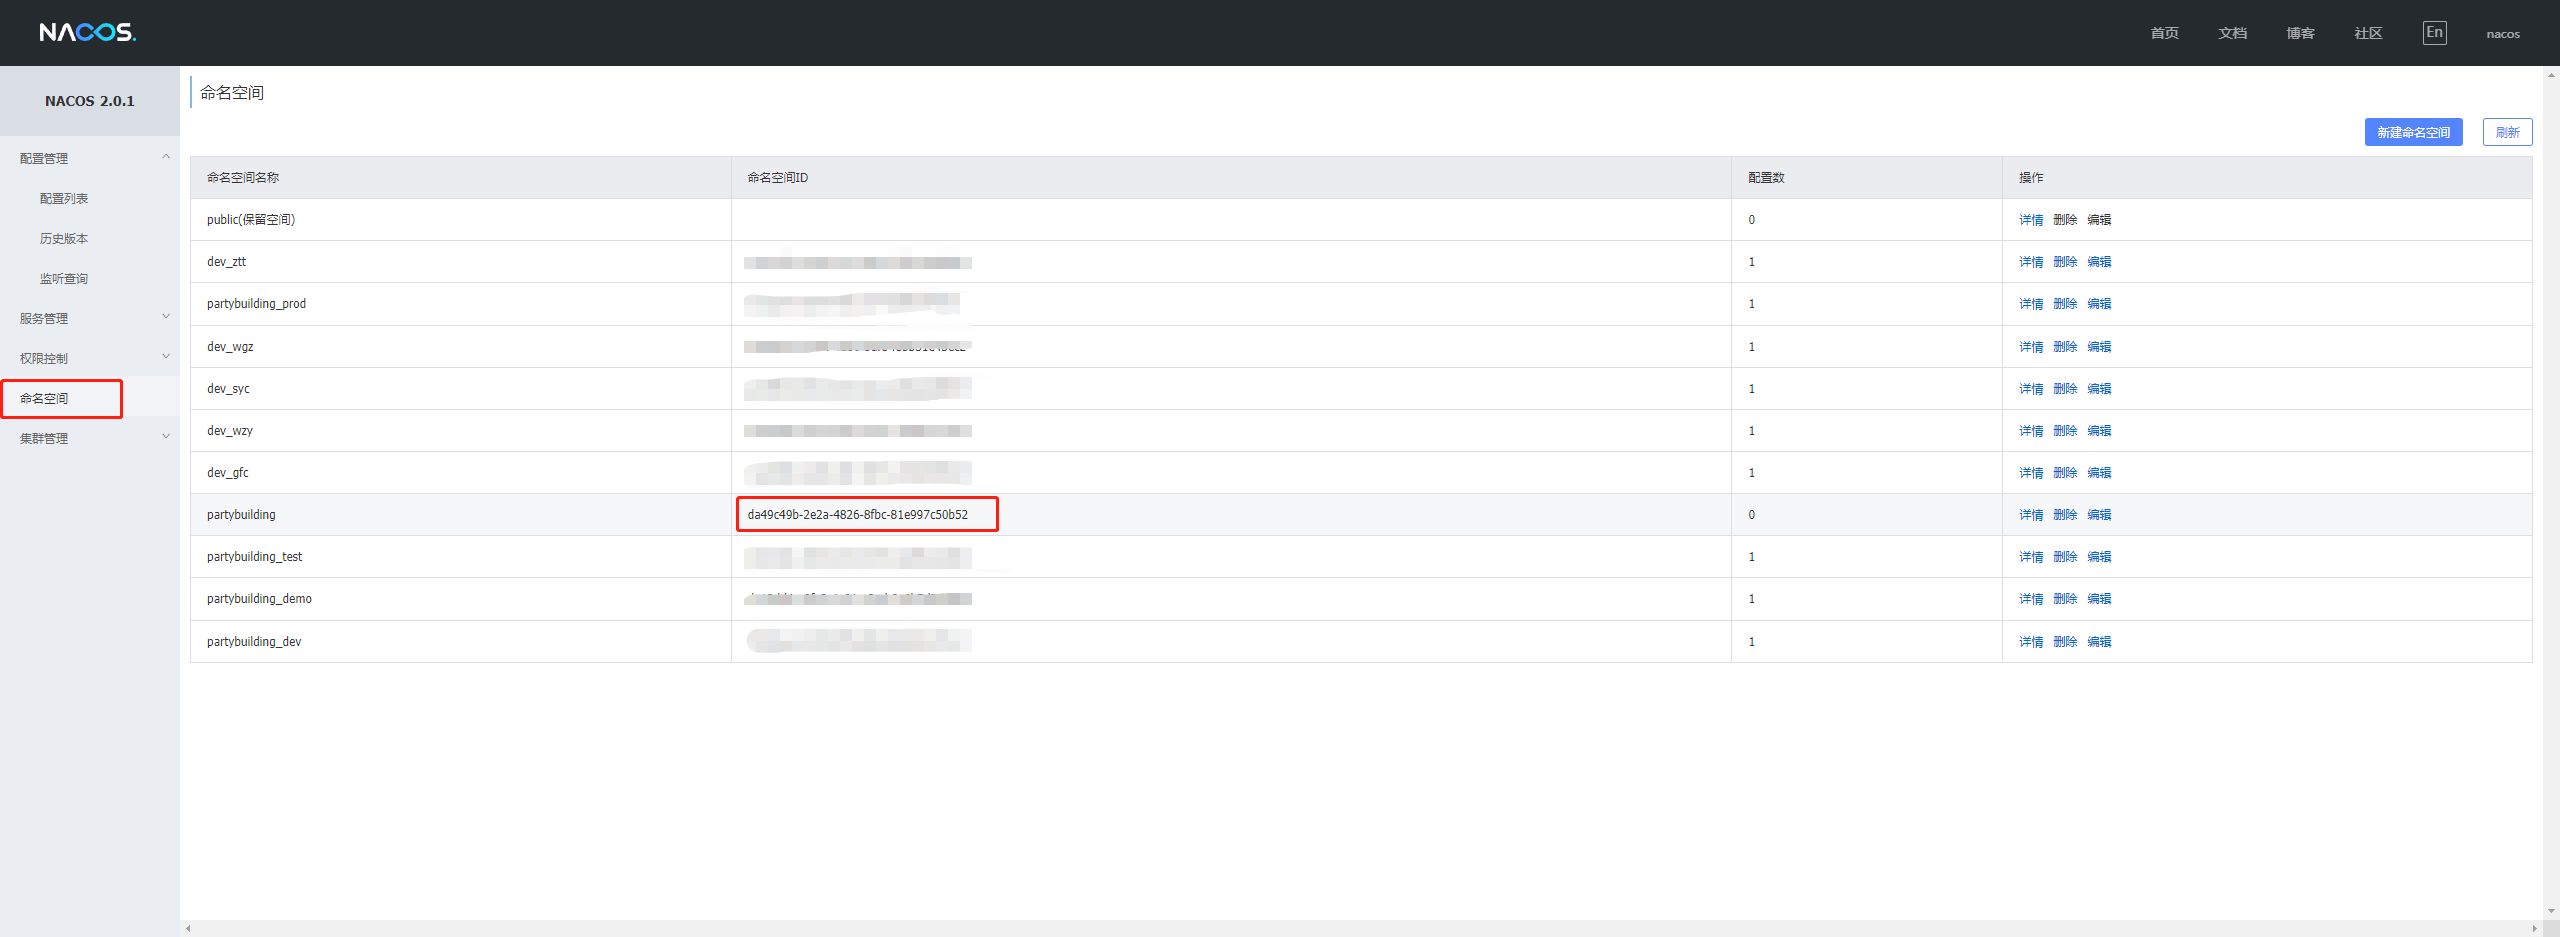 NACOS.
首页 文档 博客 社区 En nacos
NACOS 2.0.1
配置管理
配置列表
历史版本
监听查询
服务管理
权限控制
命名空间
集群管理
命名空间
新建命名空间 刷新
命名空间名称 命名空间ID 配置数 操作
public(保留空间) 0 详情 删除 编辑
dev_ztt 1 详情 删除 编辑
partybuilding_prod 1 详情 删除 编辑
dev_wgz 1 详情 删除 编辑
dev_syc 1 详情 删除 编辑
dev_wzy 1 详情 删除 编辑
dev_gfc 1 详情 删除 编辑
partybuilding da49c49b-2e2a-4826-8fbc-81e997c50b52 0 详情 删除 编辑
partybuilding_test 1 详情 删除 编辑
partybuilding_demo 1 详情 删除 编辑
partybuilding_dev 1 详情 删除 编辑